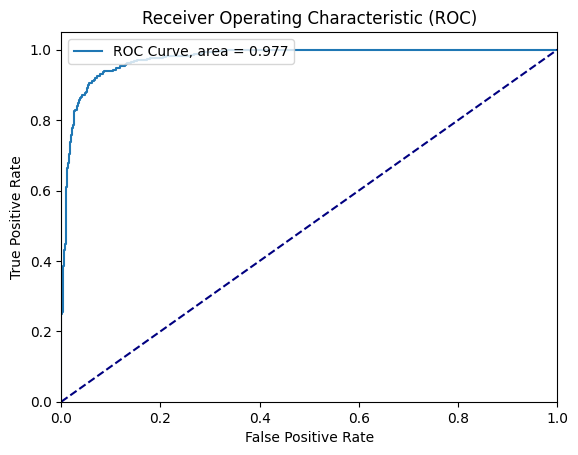 Receiver Operating Characteristic (ROC)
ROC Curve, area = 0.977
True Positive Rate
1.0
0.8
0.6
0.4
0.2
0.0
0.0 0.2 0.4 0.6 0.8 1.0
False Positive Rate